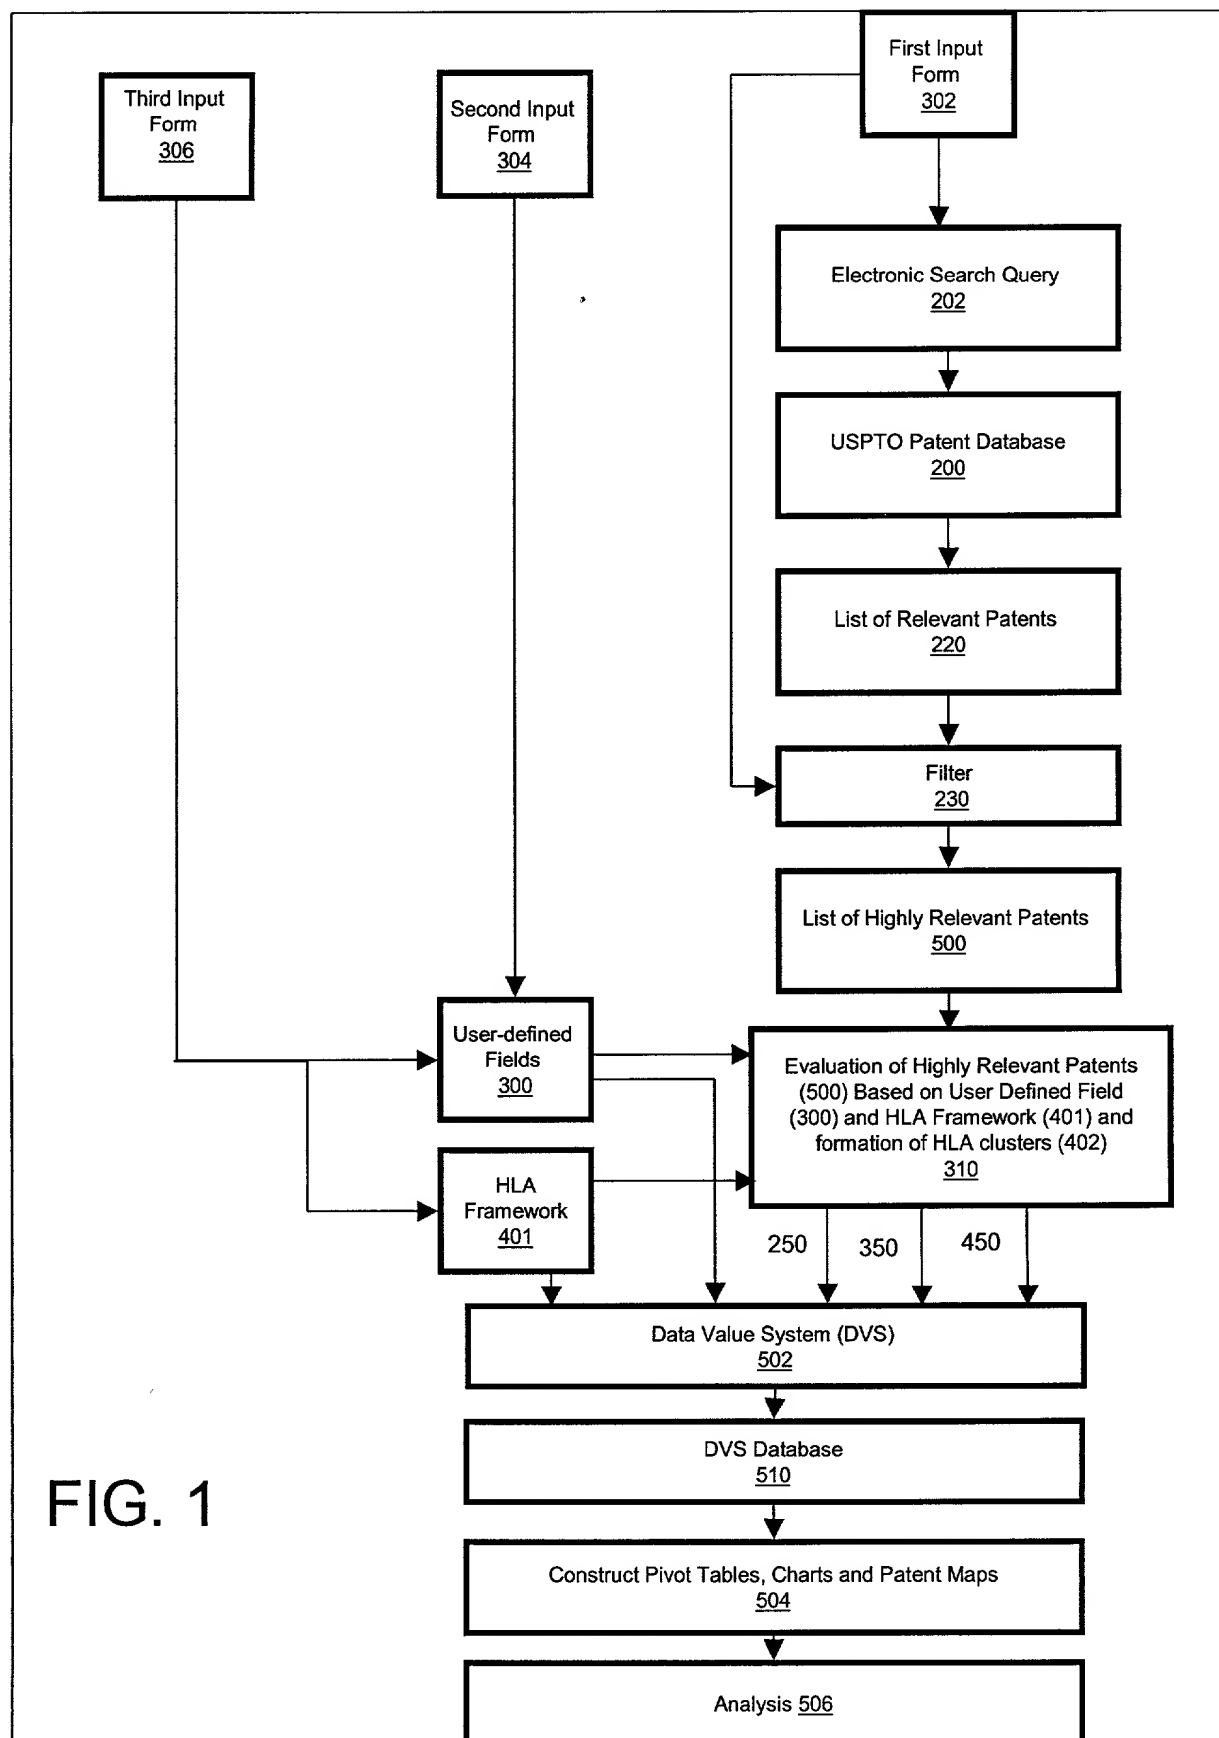 First Input
Form
302
Third Input
Form
306
Second Input
Form
304
Electronic Search Query
202
USPTO Patent Database
200
List of Relevant Patents
220
Filter
230
List of Highly Relevant Patents
500
User-defined
Fields
300
Evaluation of Highly Relevant Patents
(500) Based on User Defined Field
(300) and HLA Framework (401) and
formation of HLA clusters (402)
310
HLA
Framework
401
250
350
450
Data Value System (DVS)
502
DVS Database
510
FIG. 1
Construct Pivot Tables, Charts and Patent Maps
504
Analysis 506